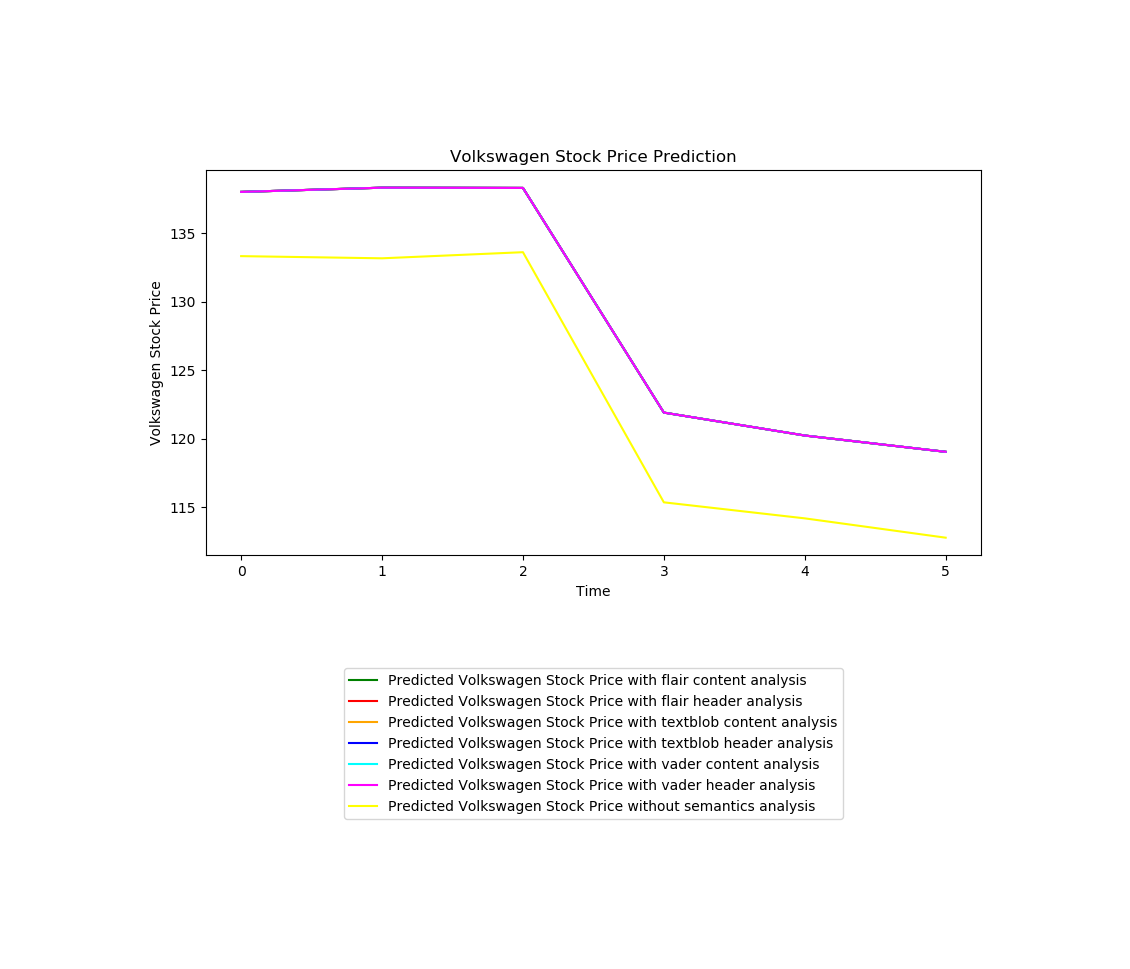 Volkswagen Stock Price Prediction
Volkswagen Stock Price
135
130
125
120
115
0 1 2 3 4 5
Time
Predicted Volkswagen Stock Price with flair content analysis
Predicted Volkswagen Stock Price with flair header analysis
Predicted Volkswagen Stock Price with textblob content analysis
Predicted Volkswagen Stock Price with textblob header analysis
Predicted Volkswagen Stock Price with vader content analysis
Predicted Volkswagen Stock Price with vader header analysis
Predicted Volkswagen Stock Price without semantics analysis